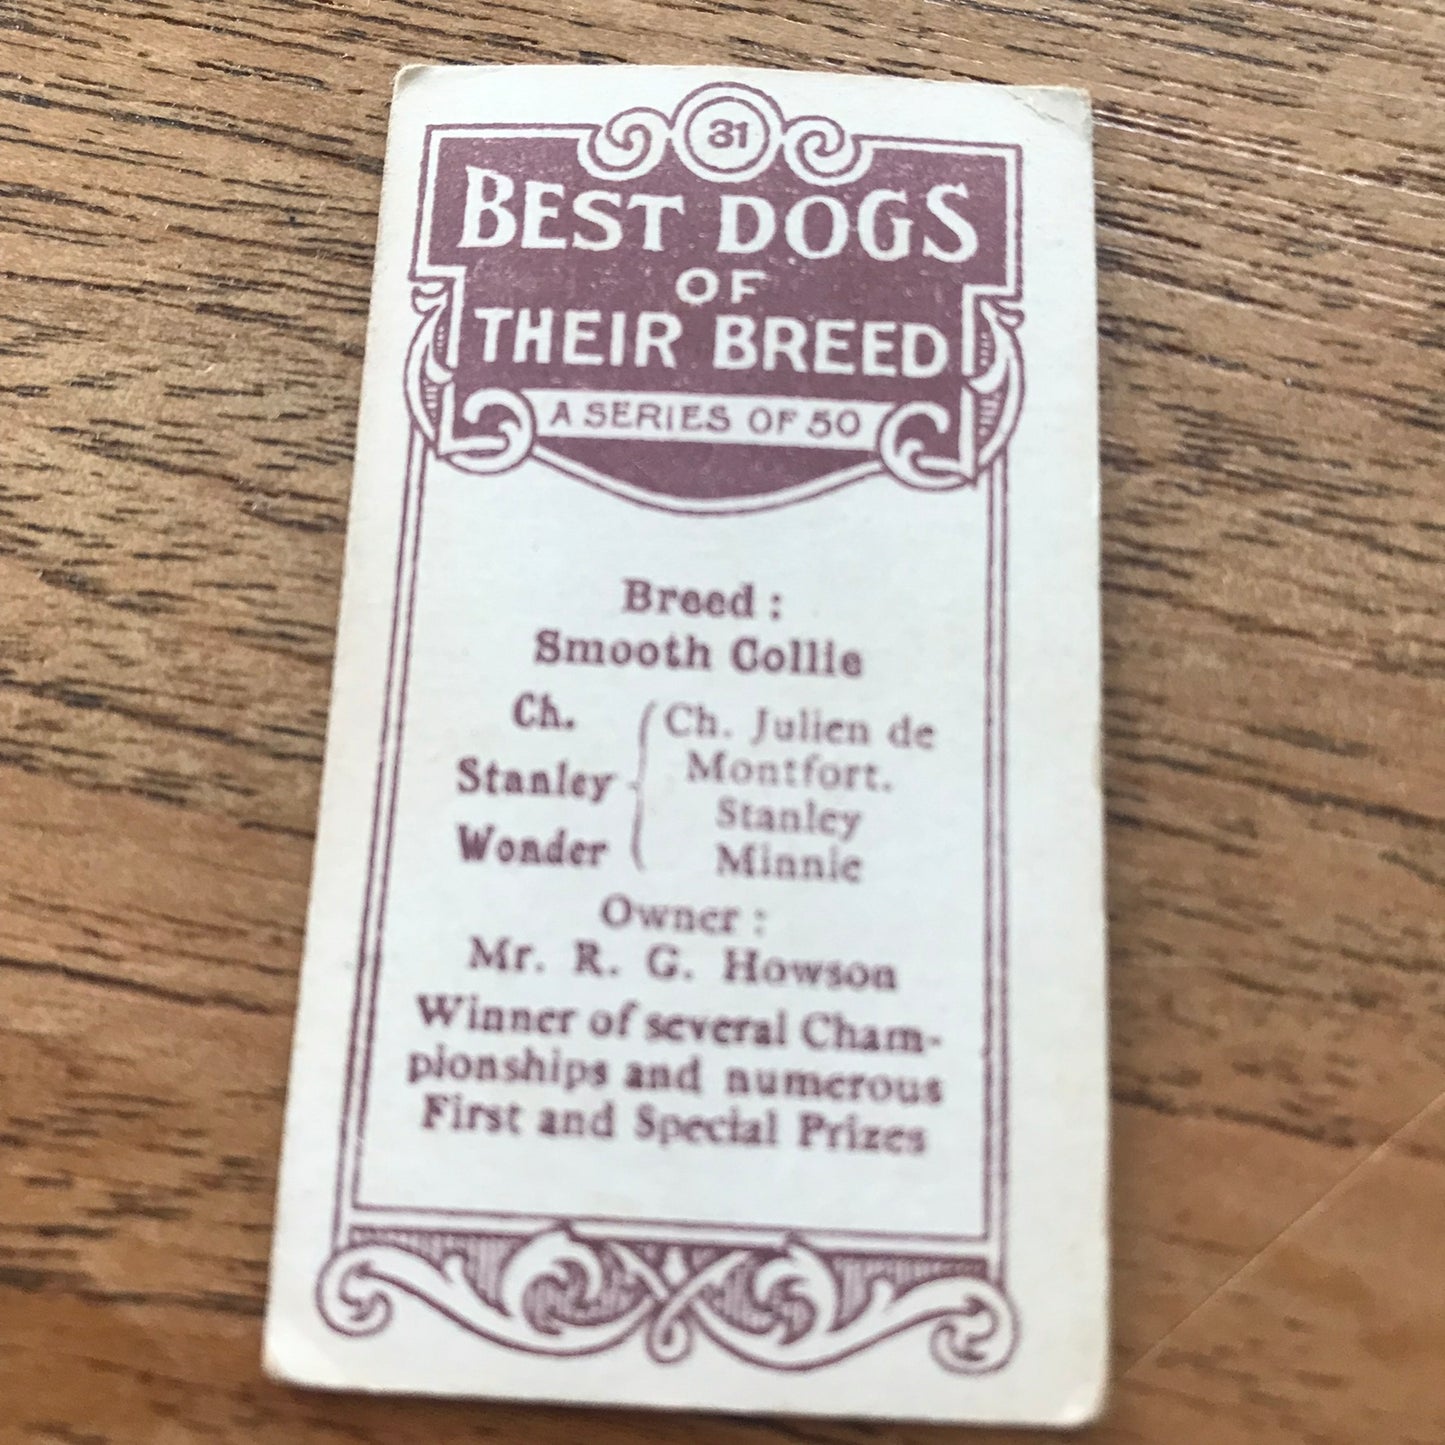 31
BEST DOGS
OF
THEIR BREED
A SERIES OF 50
Breed :
Smooth Collie
Ch.
Stanley
Wonder
Ch. Julien de
Montfort.
Stanley
Minnie
Owner :
Mr. R. G. Howson
Winner of several Cham-
pionships and numerous
First and Special Prizes